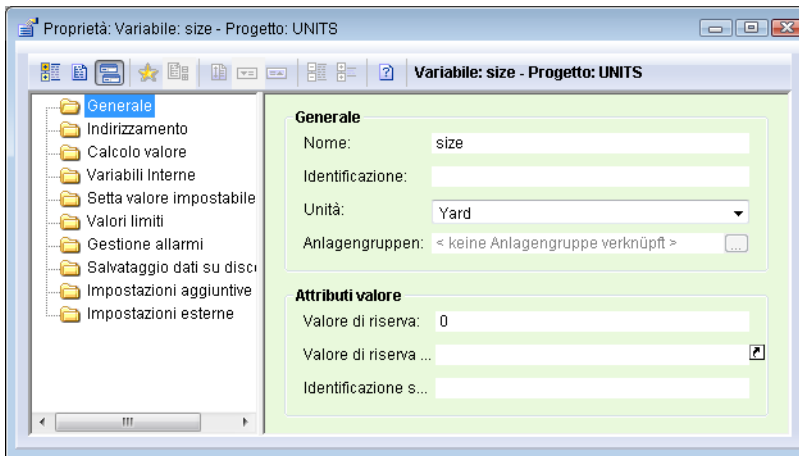 Proprietà: Variabile: size - Progetto: UNITS
Variabile: size - Progetto: UNITS
Generale
Indirizzamento
Calcolo valore
Variabili Interne
Setta valore impostabile
Valori limiti
Gestione allarmi
Salvataggio dati su disc
Impostazioni aggiuntive
Impostazioni esterne
Generale
Nome: size
Identificazione:
Unità: Yard
Anlagengruppen: < keine Anlagengruppe verknüpft > ...
Attributi valore
Valore di riserva: 0
Valore di riserva ...
Identificazione s...